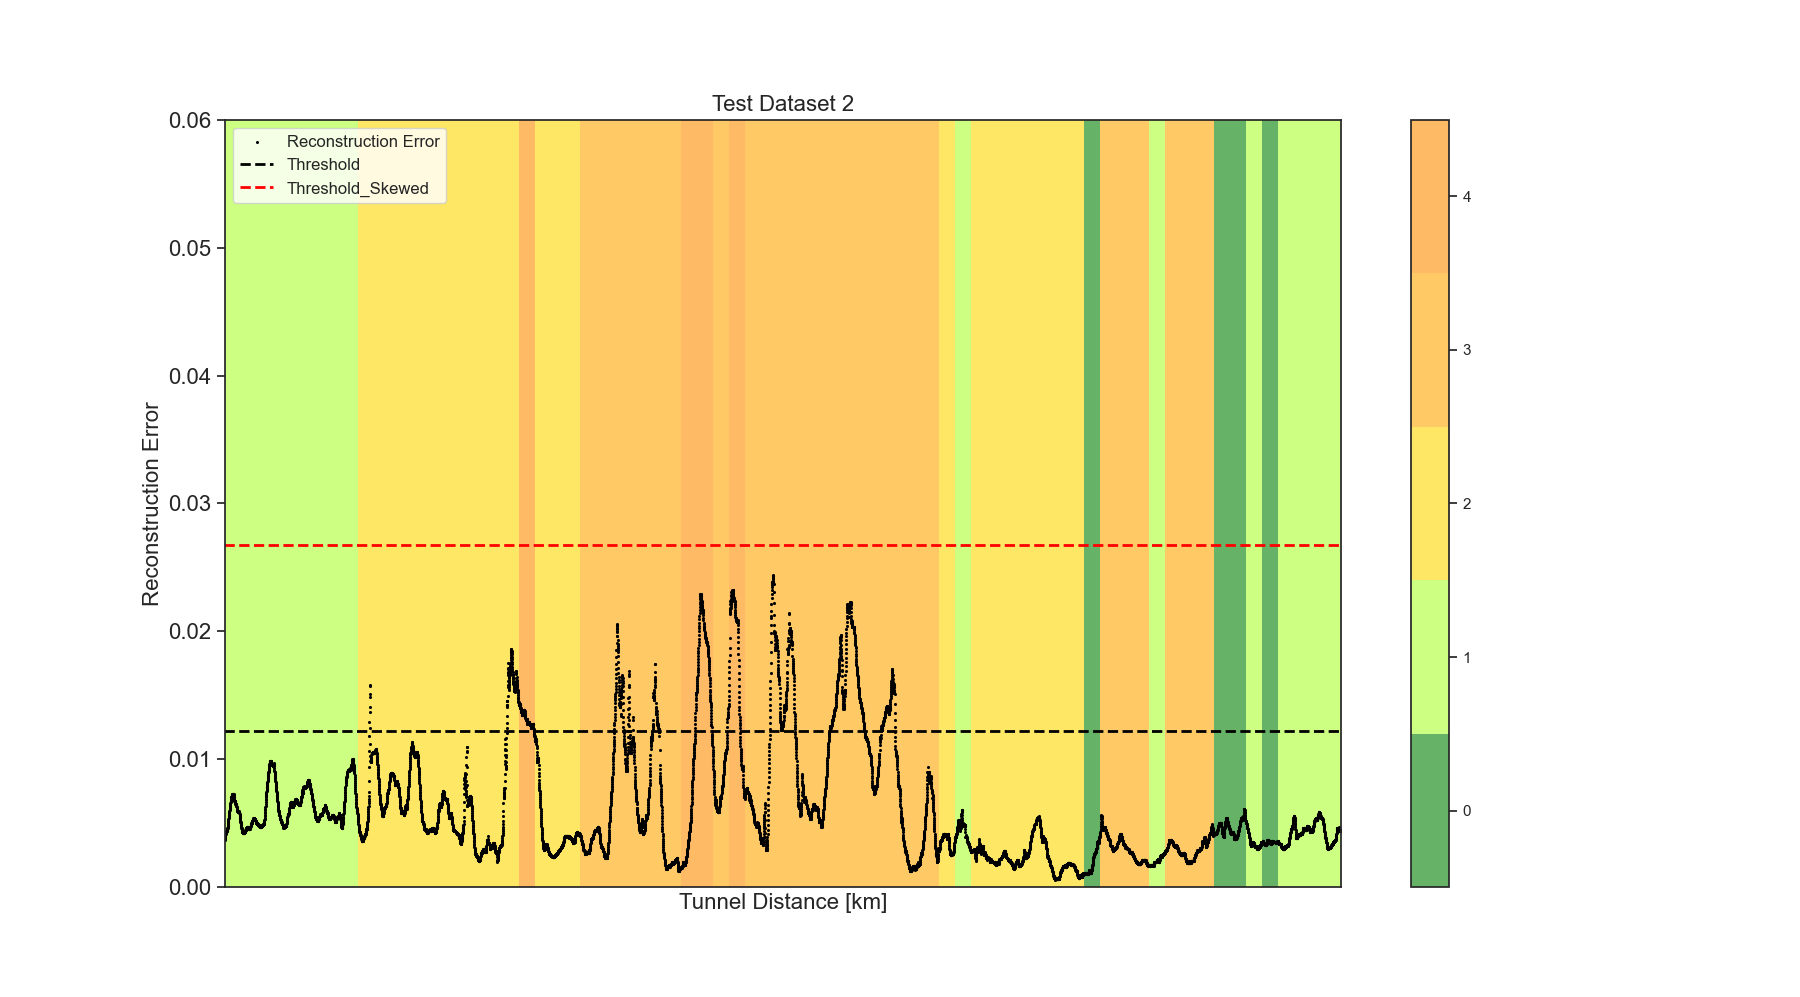 Test Dataset 2
Reconstruction Error
Threshold
Threshold_Skewed
0.06
0.05
0.04
0.03
0.02
0.01
0.00
Reconstruction Error
Tunnel Distance [km]
4
3
2
1
0